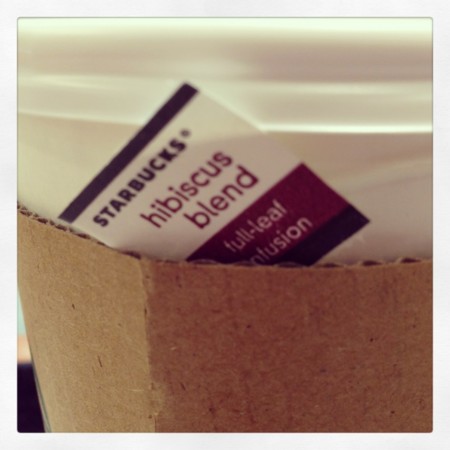 STARBUCKS®
hibiscus
blend
full-leaf
infusion